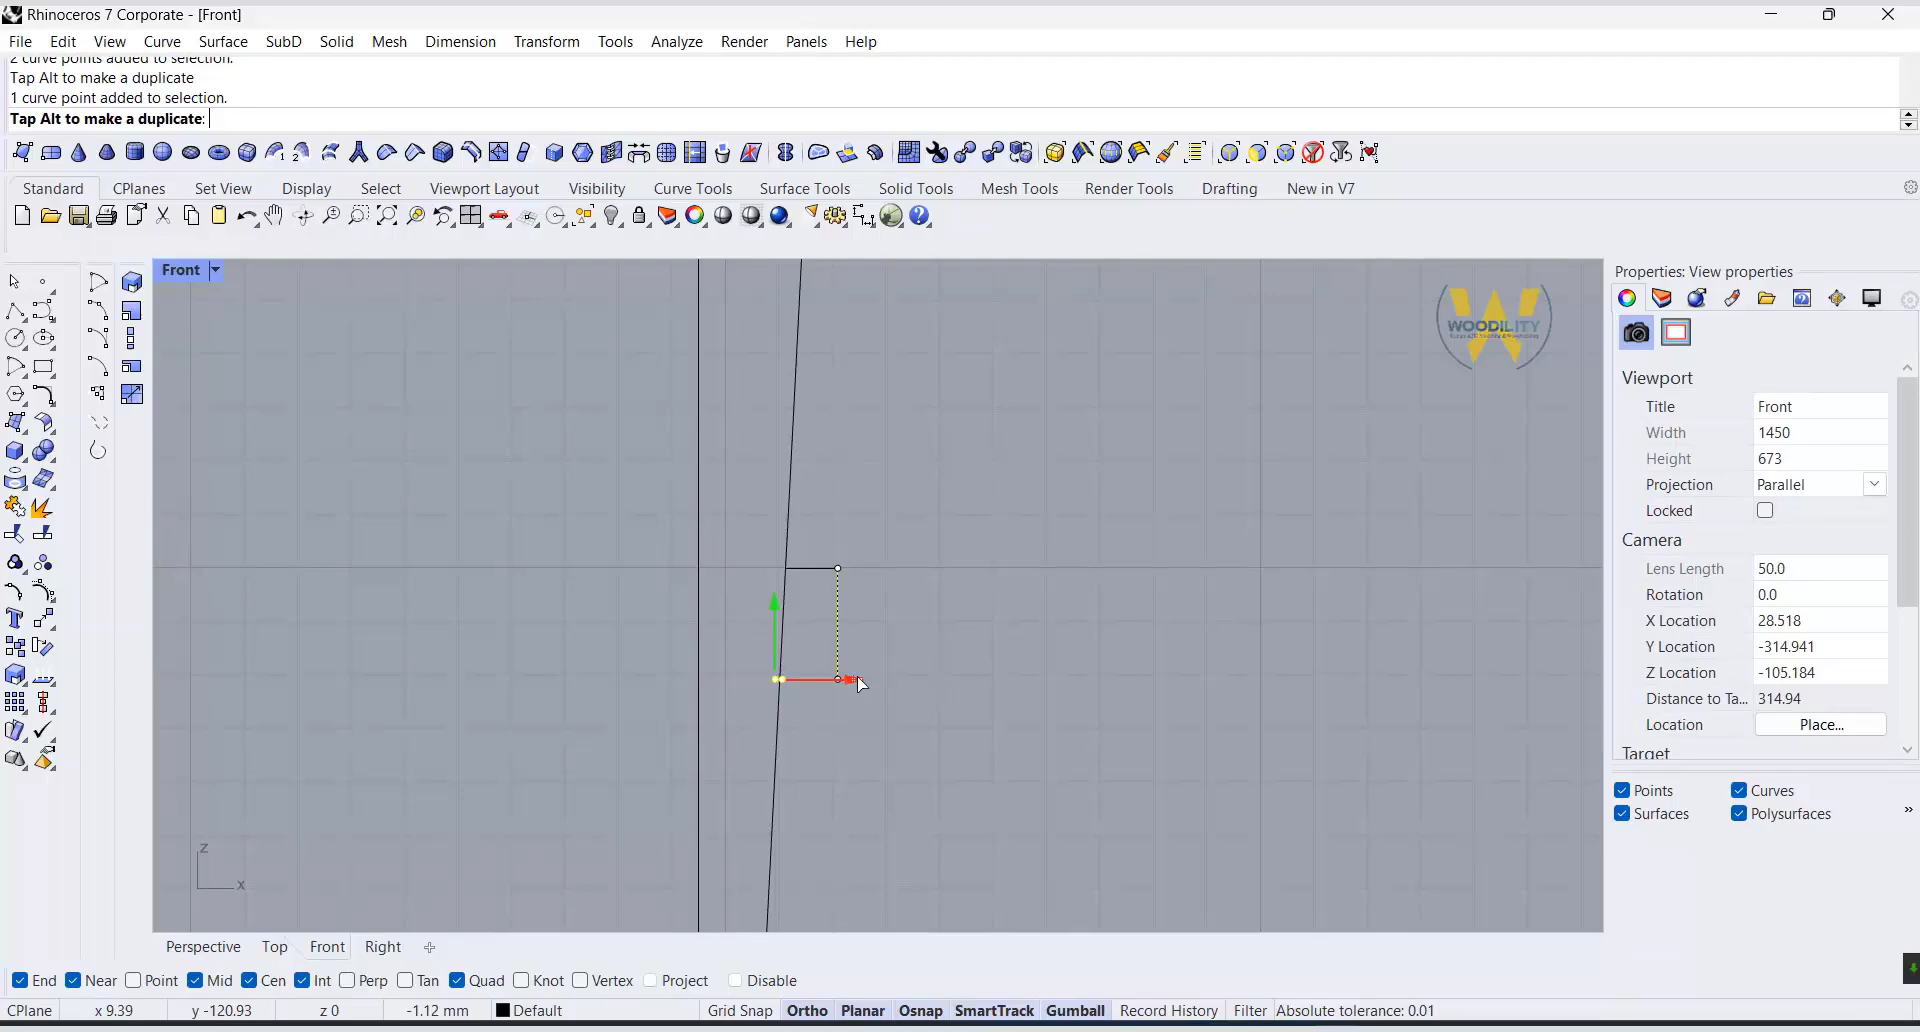 Rhinoceros 7 Corporate - [Front]
File Edit View Curve Surface SubD Solid Mesh Dimension Transform Tools Analyze Render Panels Help
2 curve points added to selection.
Tap Alt to make a duplicate
1 curve point added to selection.
Tap Alt to make a duplicate:
Standard CPlanes Set View Display Select Viewport Layout Visibility Curve Tools Surface Tools Solid Tools Mesh Tools Render Tools Drafting New in V7
Front
WOODILITY
z
x
Properties: View properties
Viewport
Title Front
Width 1450
Height 673
Projection Parallel
Locked
Camera
Lens Length 50.0
Rotation 0.0
X Location 28.518
Y Location -314.941
Z Location -105.184
Distance to Ta... 314.94
Location Place...
Target
Points Curves
Surfaces Polysurfaces
Perspective Top Front Right
End Near Point Mid Cen Int Perp Tan Quad Knot Vertex Project Disable
CPlane x 9.39 y -120.93 z 0 -1.12 mm Default Grid Snap Ortho Planar Osnap SmartTrack Gumball Record History Filter Absolute tolerance: 0.01